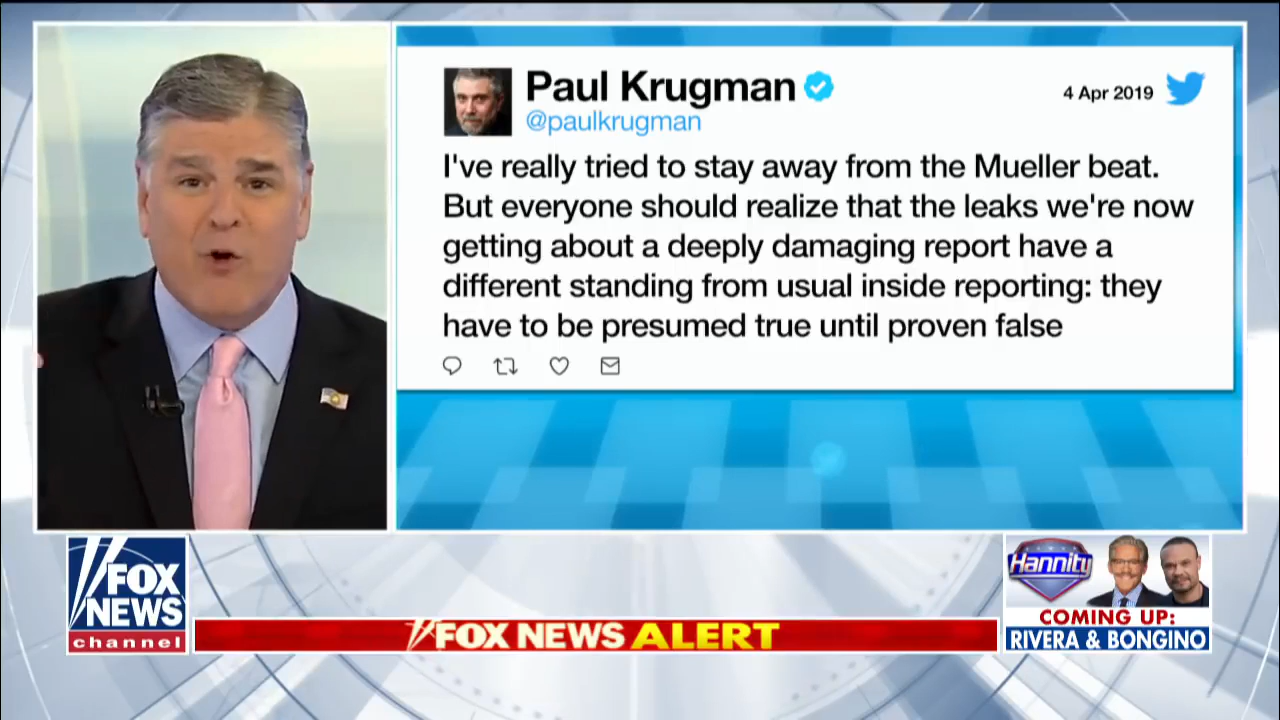 Paul Krugman
4 Apr 2019
@paulkrugman
I've really tried to stay away from the Mueller beat.
But everyone should realize that the leaks we're now
getting about a deeply damaging report have a
different standing from usual inside reporting: they
have to be presumed true until proven false
FOX
NEWS
channel
FOX NEWS ALERT
Hannity
COMING UP:
RIVERA & BONGINO